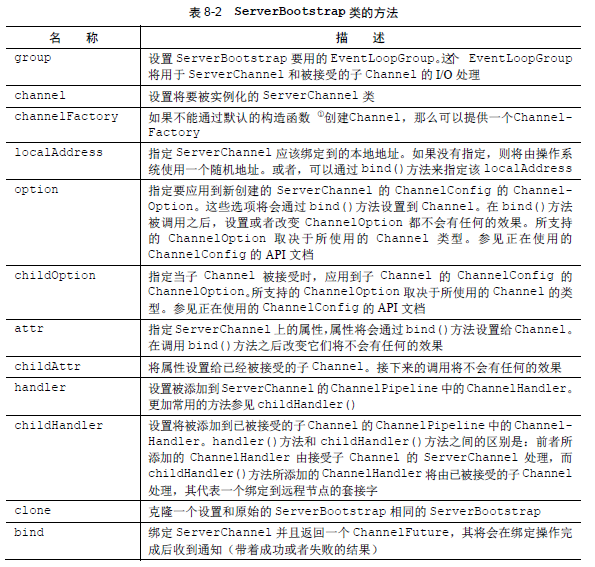 表 8-2 ServerBootstrap 类的方法
名 称 描 述
group 设置 ServerBootstrap 要用的 EventLoopGroup。这个 EventLoopGroup
将用于 ServerChannel 和被接受的子 Channel 的 I/O 处理
channel 设置将要被实例化的 ServerChannel 类
channelFactory 如果不能通过默认的构造函数①创建Channel，那么可以提供一个Channel-
Factory
localAddress 指定 ServerChannel 应该绑定到的本地地址。如果没有指定，则将由操作系
统使用一个随机地址。或者，可以通过 bind()方法来指定该 localAddress
option 指定要应用到新创建的 ServerChannel 的 ChannelConfig 的 Channel-
Option。这些选项将会通过 bind()方法设置到 Channel。在 bind()方法
被调用之后，设置或者改变 ChannelOption 都不会有任何的效果。所支持
的 ChannelOption 取决于所使用的 Channel 类型。参见正在使用的
ChannelConfig 的 API 文档
childOption 指定当子 Channel 被接受时，应用到子 Channel 的 ChannelConfig 的
ChannelOption。所支持的 ChannelOption 取决于所使用的 Channel 的类
型。参见正在使用的 ChannelConfig 的 API 文档
attr 指定 ServerChannel 上的属性，属性将会通过 bind()方法设置给 Channel。
在调用 bind()方法之后改变它们将不会有任何的效果
childAttr 将属性设置给已经被接受的子 Channel。接下来的调用将不会有任何的效果
handler 设置被添加到 ServerChannel 的 ChannelPipeline 中的 ChannelHandler。
更加常用的方法参见 childHandler()
childHandler 设置将被添加到已被接受的子 Channel 的 ChannelPipeline 中的 Channel-
Handler。handler()方法和 childHandler()方法之间的区别是：前者所
添加的 ChannelHandler 由接受子 Channel 的 ServerChannel 处理，而
childHandler()方法所添加的 ChannelHandler 将由已被接受的子 Channel
处理，其代表一个绑定到远程节点的套接字
clone 克隆一个设置和原始的 ServerBootstrap 相同的 ServerBootstrap
bind 绑定 ServerChannel 并且返回一个 ChannelFuture，其将会在绑定操作完
成后收到通知（带着成功或者失败的结果）